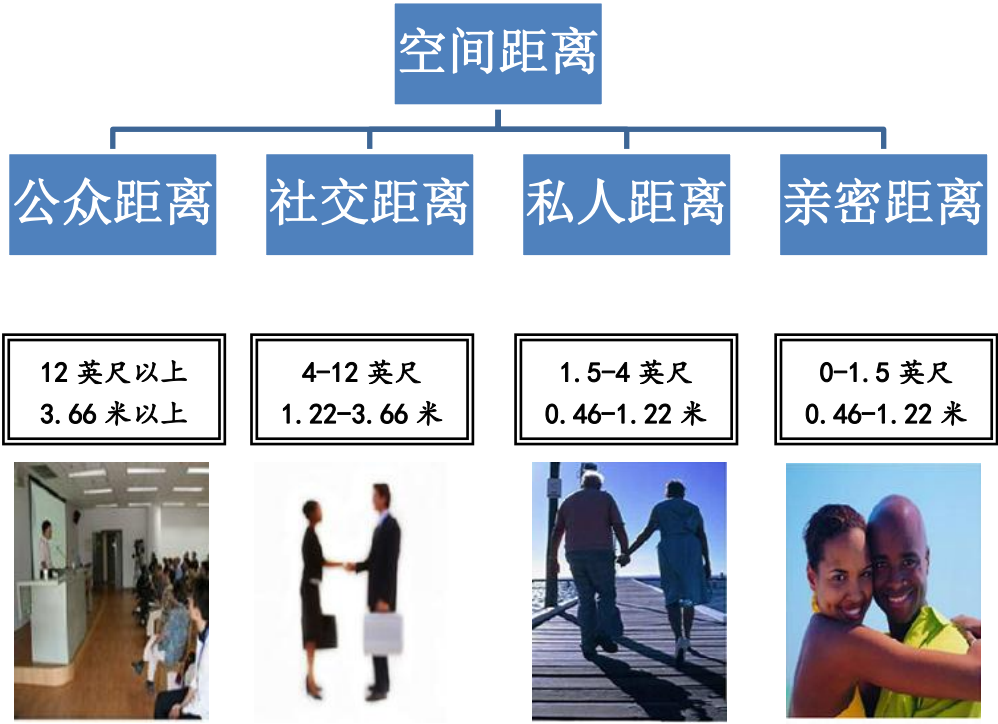 空间距离
公众距离
社交距离
私人距离
亲密距离
12 英尺以上
3.66 米以上
4-12 英尺
1.22-3.66 米
1.5-4 英尺
0.46-1.22 米
0-1.5 英尺
0.46-1.22 米